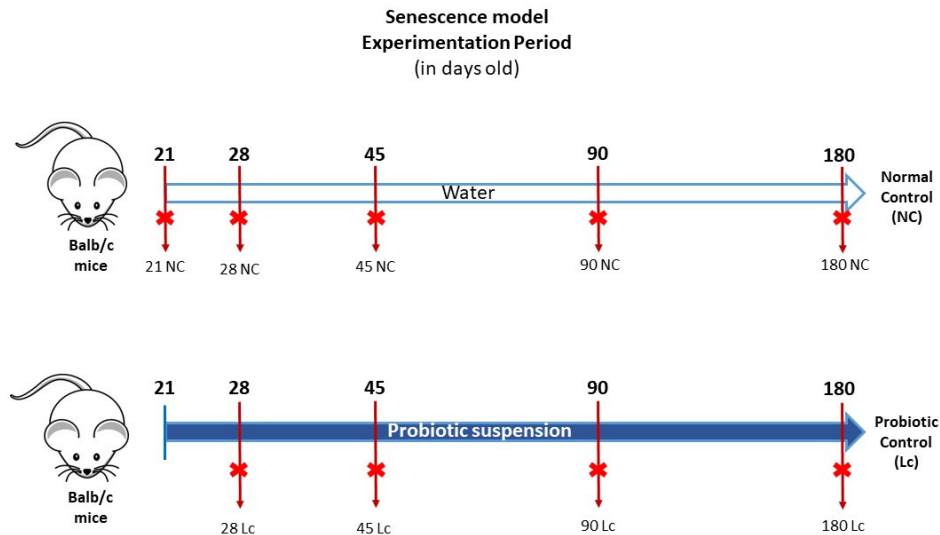 Senescence model
Experimentation Period
(in days old)
21 28 45 90 180
Water
Normal
Control
(NC)
Balb/c
mice
21 NC 28 NC 45 NC 90 NC 180 NC
21 28 45 90 180
Probiotic suspension
Probiotic
Control
(Lc)
Balb/c
mice
28 Lc 45 Lc 90 Lc 180 Lc